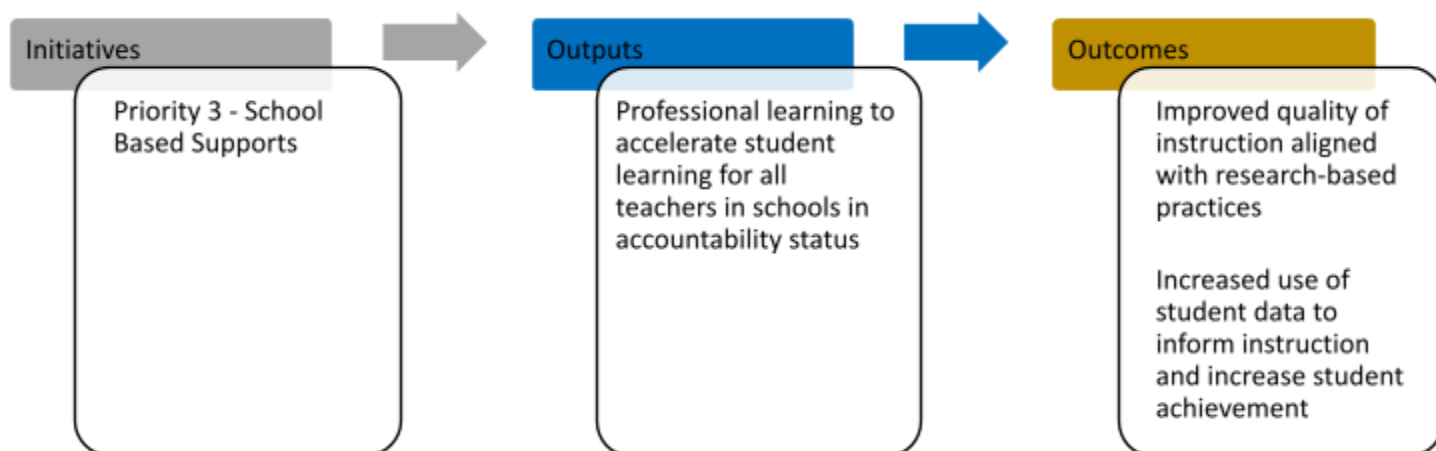 Initiatives
Priority 3 - School
Based Supports
Outputs
Professional learning to
accelerate student
learning for all
teachers in schools in
accountability status
Outcomes
Improved quality of
instruction aligned
with research-based
practices
Increased use of
student data to
inform instruction
and increase student
achievement